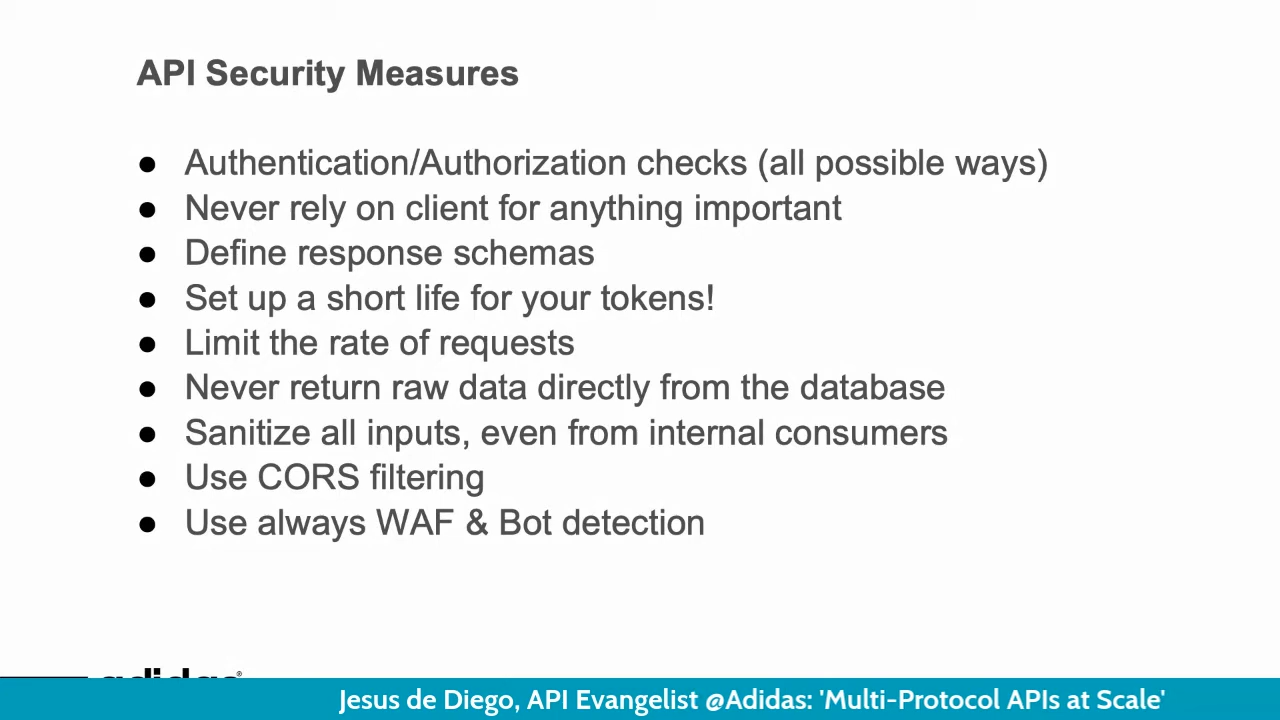 API Security Measures
● Authentication/Authorization checks (all possible ways)
● Never rely on client for anything important
● Define response schemas
● Set up a short life for your tokens!
● Limit the rate of requests
● Never return raw data directly from the database
● Sanitize all inputs, even from internal consumers
● Use CORS filtering
● Use always WAF & Bot detection
adidas®
Jesus de Diego, API Evangelist @Adidas: 'Multi-Protocol APIs at Scale'